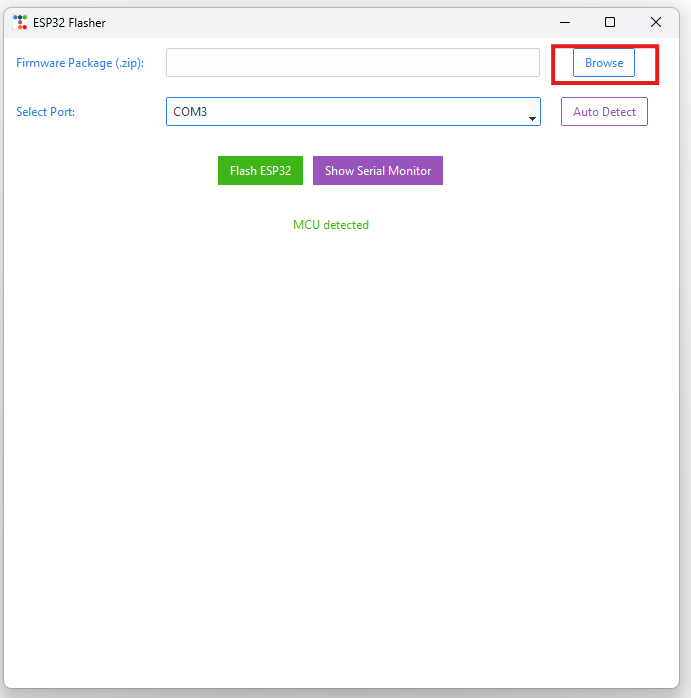 ESP32 Flasher
Firmware Package (.zip):
Browse
Select Port:
COM3
Auto Detect
Flash ESP32
Show Serial Monitor
MCU detected